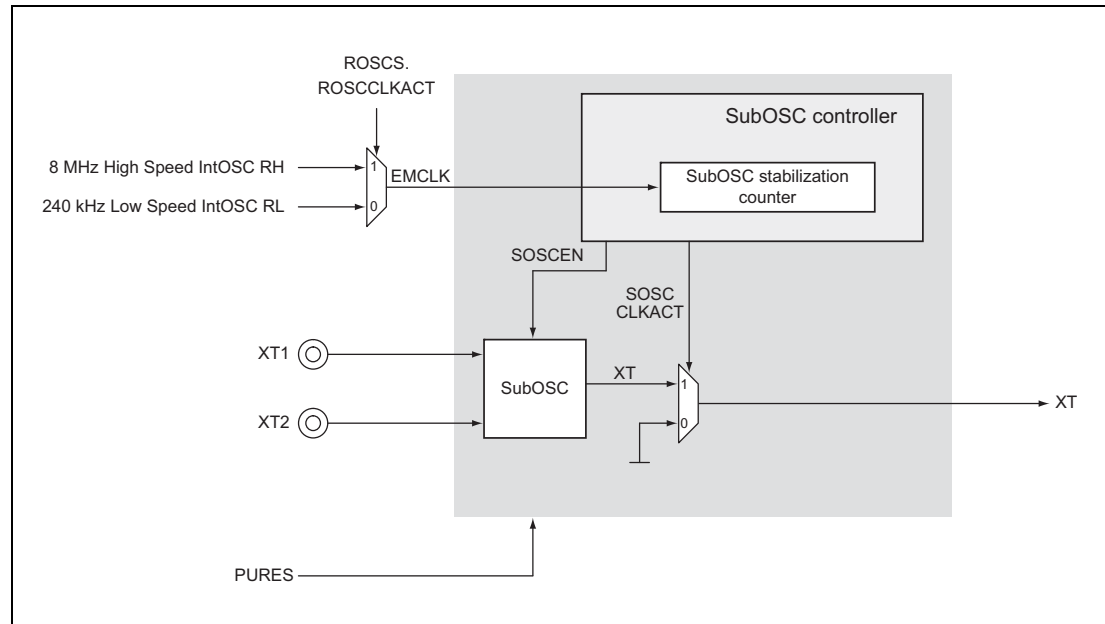 ROSCS.
ROSCCLKACT
SubOSC controller
8 MHz High Speed IntOSC RH
1
EMCLK
SubOSC stabilization
counter
240 kHz Low Speed IntOSC RL
0
SOSCEN
SOSC
CLKACT
XT1
SubOSC
XT
1
XT
XT2
0
PURES